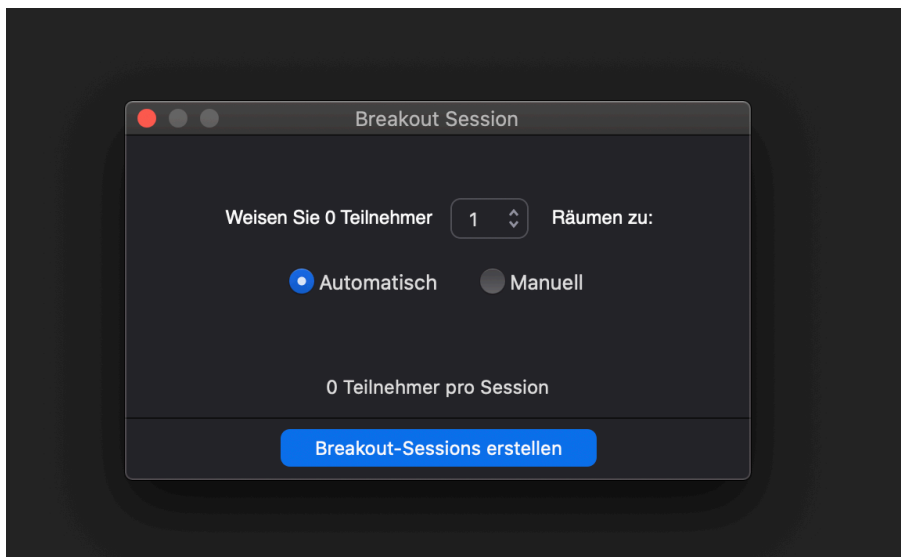 Breakout Session
Weisen Sie 0 Teilnehmer 1 Räumen zu:
Automatisch Manuell
0 Teilnehmer pro Session
Breakout-Sessions erstellen